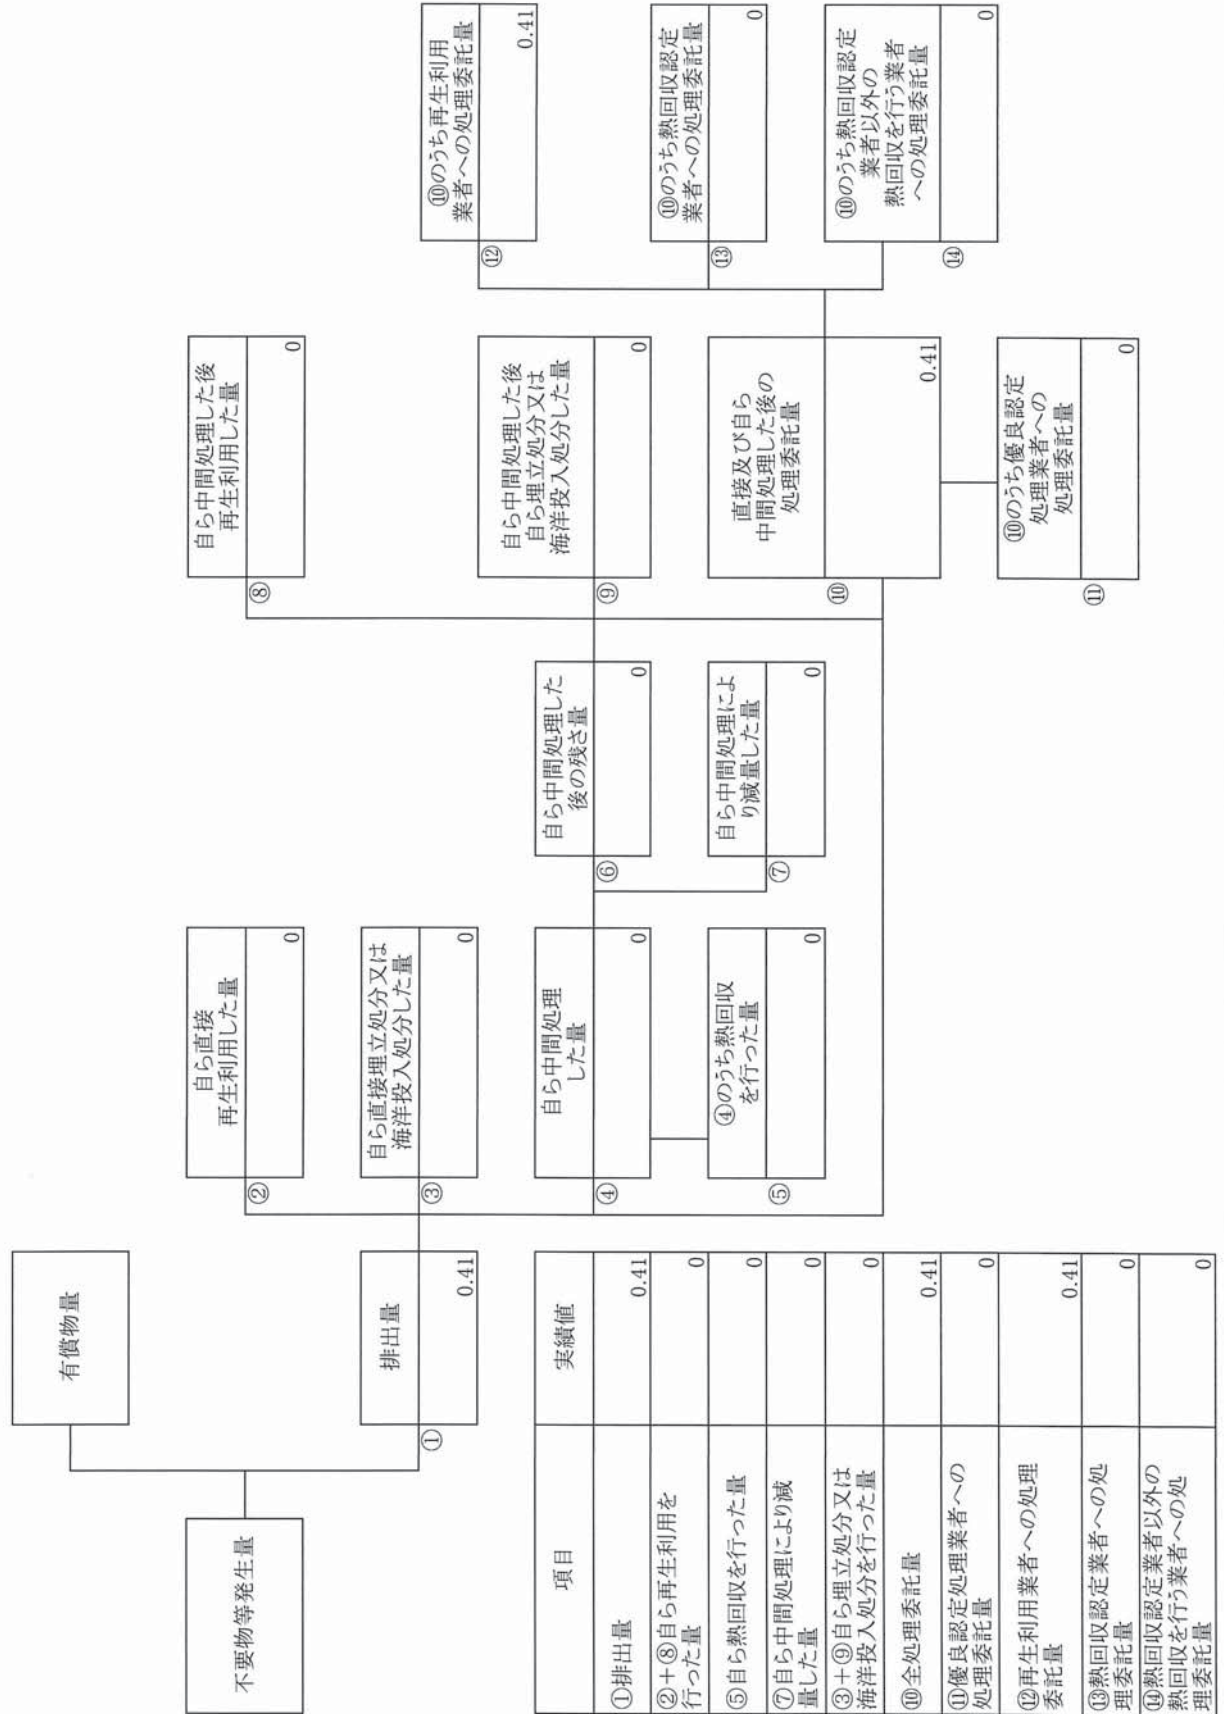 不要物等発生量
有償物量
①
排出量
0.41
②
自ら直接
再生利用した量
0
③
自ら直接埋立処分又は
海洋投入処分した量
0
④
自ら中間処理
した量
0
⑤
④のうち熱回収
を行った量
0
⑥
自ら中間処理した
後の残さ量
0
⑦
自ら中間処理によ
り減量した量
0
⑧
自ら中間処理した後
再生利用した量
0
⑨
自ら中間処理した後
自ら埋立処分又は
海洋投入処分した量
0
⑩
直接及び自ら
中間処理した後の
処理委託量
0.41
⑪
⑩のうち優良認定
処理業者への
処理委託量
0
⑫
⑩のうち再生利用
業者への処理委託量
0.41
⑬
⑩のうち熱回収認定
業者への処理委託量
0
⑭
⑩のうち熱回収認定
業者以外の
熱回収を行う業者
への処理委託量
0
項目 実績値
①排出量 0.41
②+⑧自ら再生利用を
行った量 0
⑤自ら熱回収を行った量 0
⑦自ら中間処理により減
量した量 0
③+⑨自ら埋立処分又は
海洋投入処分を行った量 0
⑩全処理委託量 0.41
⑪優良認定処理業者への
処理委託量 0
⑫再生利用業者への処理
委託量 0.41
⑬熱回収認定業者への処
理委託量 0
⑭熱回収認定業者以外の
熱回収を行う業者への処
理委託量 0